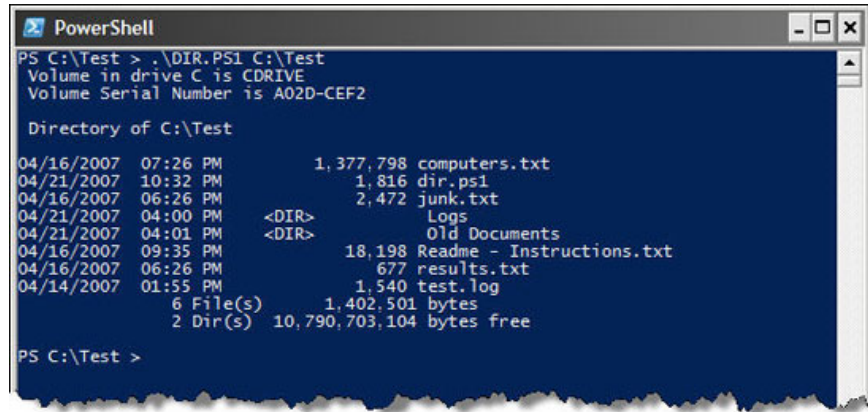 PowerShell
PS C:\Test > .\DIR.PS1 C:\Test
Volume in drive C is CDRIVE
Volume Serial Number is A02D-CEF2
Directory of C:\Test
04/16/2007 07:26 PM 1,377,798 computers.txt
04/21/2007 10:32 PM 1,816 dir.ps1
04/16/2007 06:26 PM 2,472 junk.txt
04/21/2007 04:00 PM <DIR> Logs
04/21/2007 04:01 PM <DIR> Old Documents
04/16/2007 09:35 PM 18,198 Readme - Instructions.txt
04/16/2007 06:26 PM 677 results.txt
04/14/2007 01:55 PM 1,540 test.log
6 File(s) 1,402,501 bytes
2 Dir(s) 10,790,703,104 bytes free
PS C:\Test >